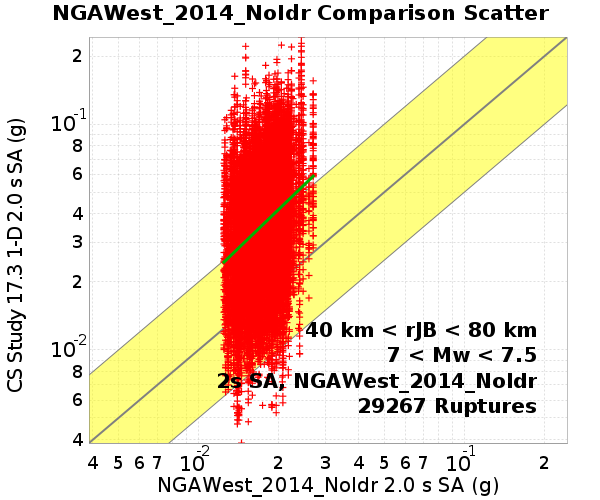 NGAWest_2014_NoIdr Comparison Scatter
CS Study 17.3 1-D 2.0 s SA (g)
2
10^-1
8
6
4
3
2
10^-2
8
6
4
40 km < rJB < 80 km
7 < Mw < 7.5
2s SA, NGAWest_2014_NoIdr
29267 Ruptures
4 5 6 7 10^-2 2 3 4 5 6 7 10^-1 2
NGAWest_2014_NoIdr 2.0 s SA (g)